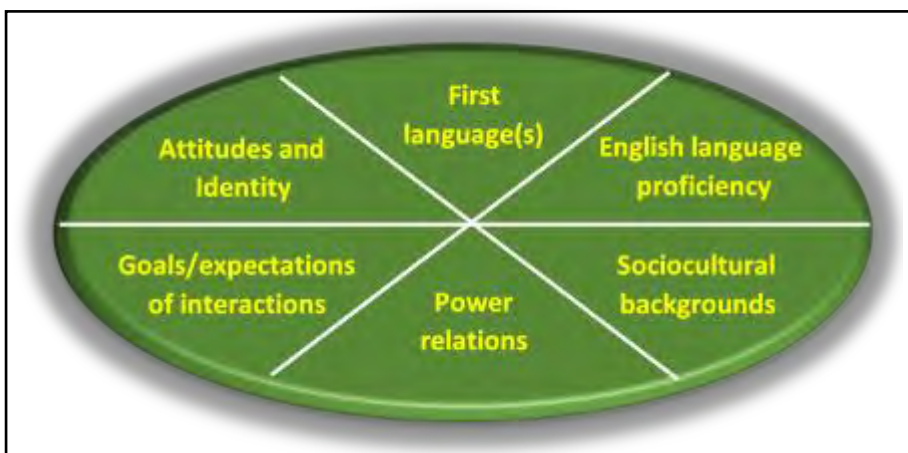 First
language(s)
Attitudes and
Identity
English language
proficiency
Goals/expectations
of interactions
Power
relations
Sociocultural
backgrounds